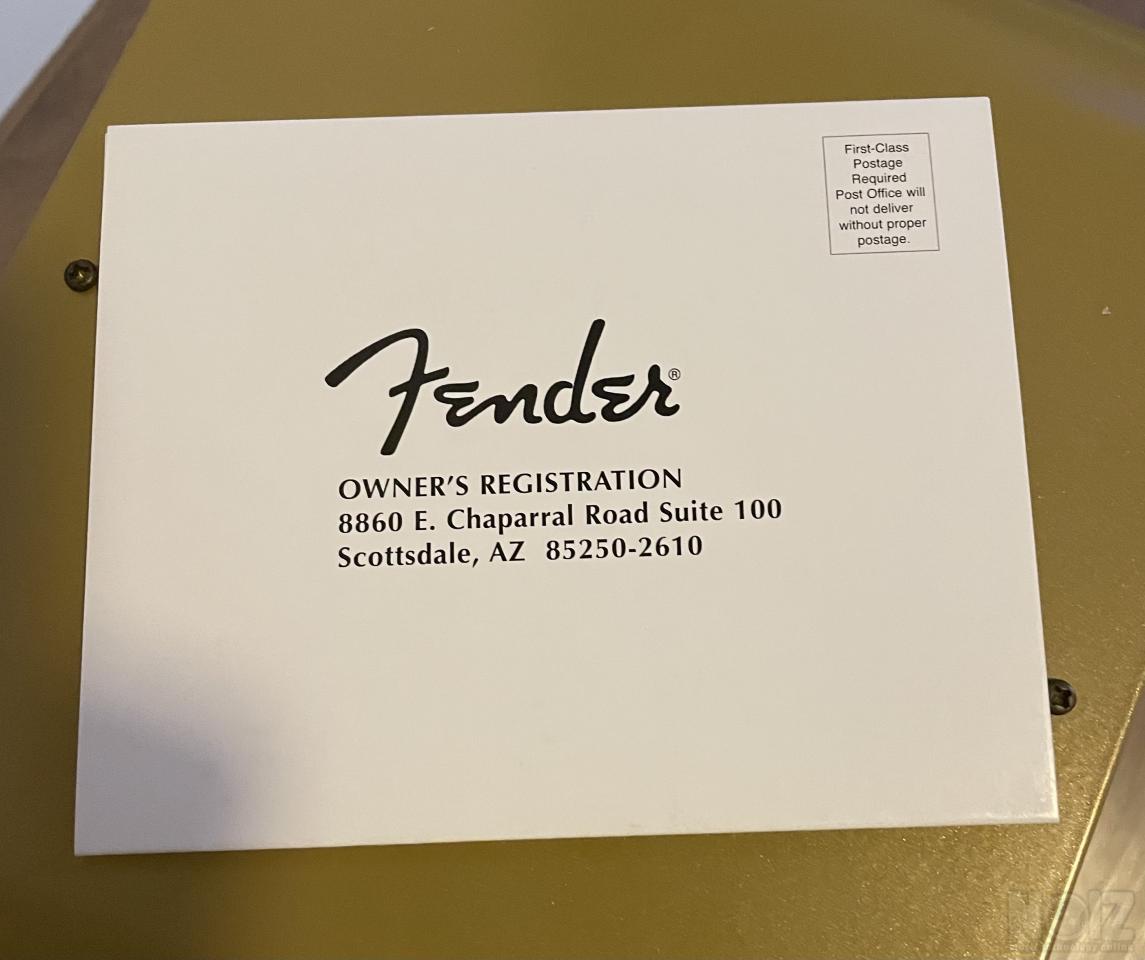 First-Class
Postage
Required
Post Office will
not deliver
without proper
postage.
Fender®
OWNER'S REGISTRATION
8860 E. Chaparral Road Suite 100
Scottsdale, AZ 85250-2610
NOIZ